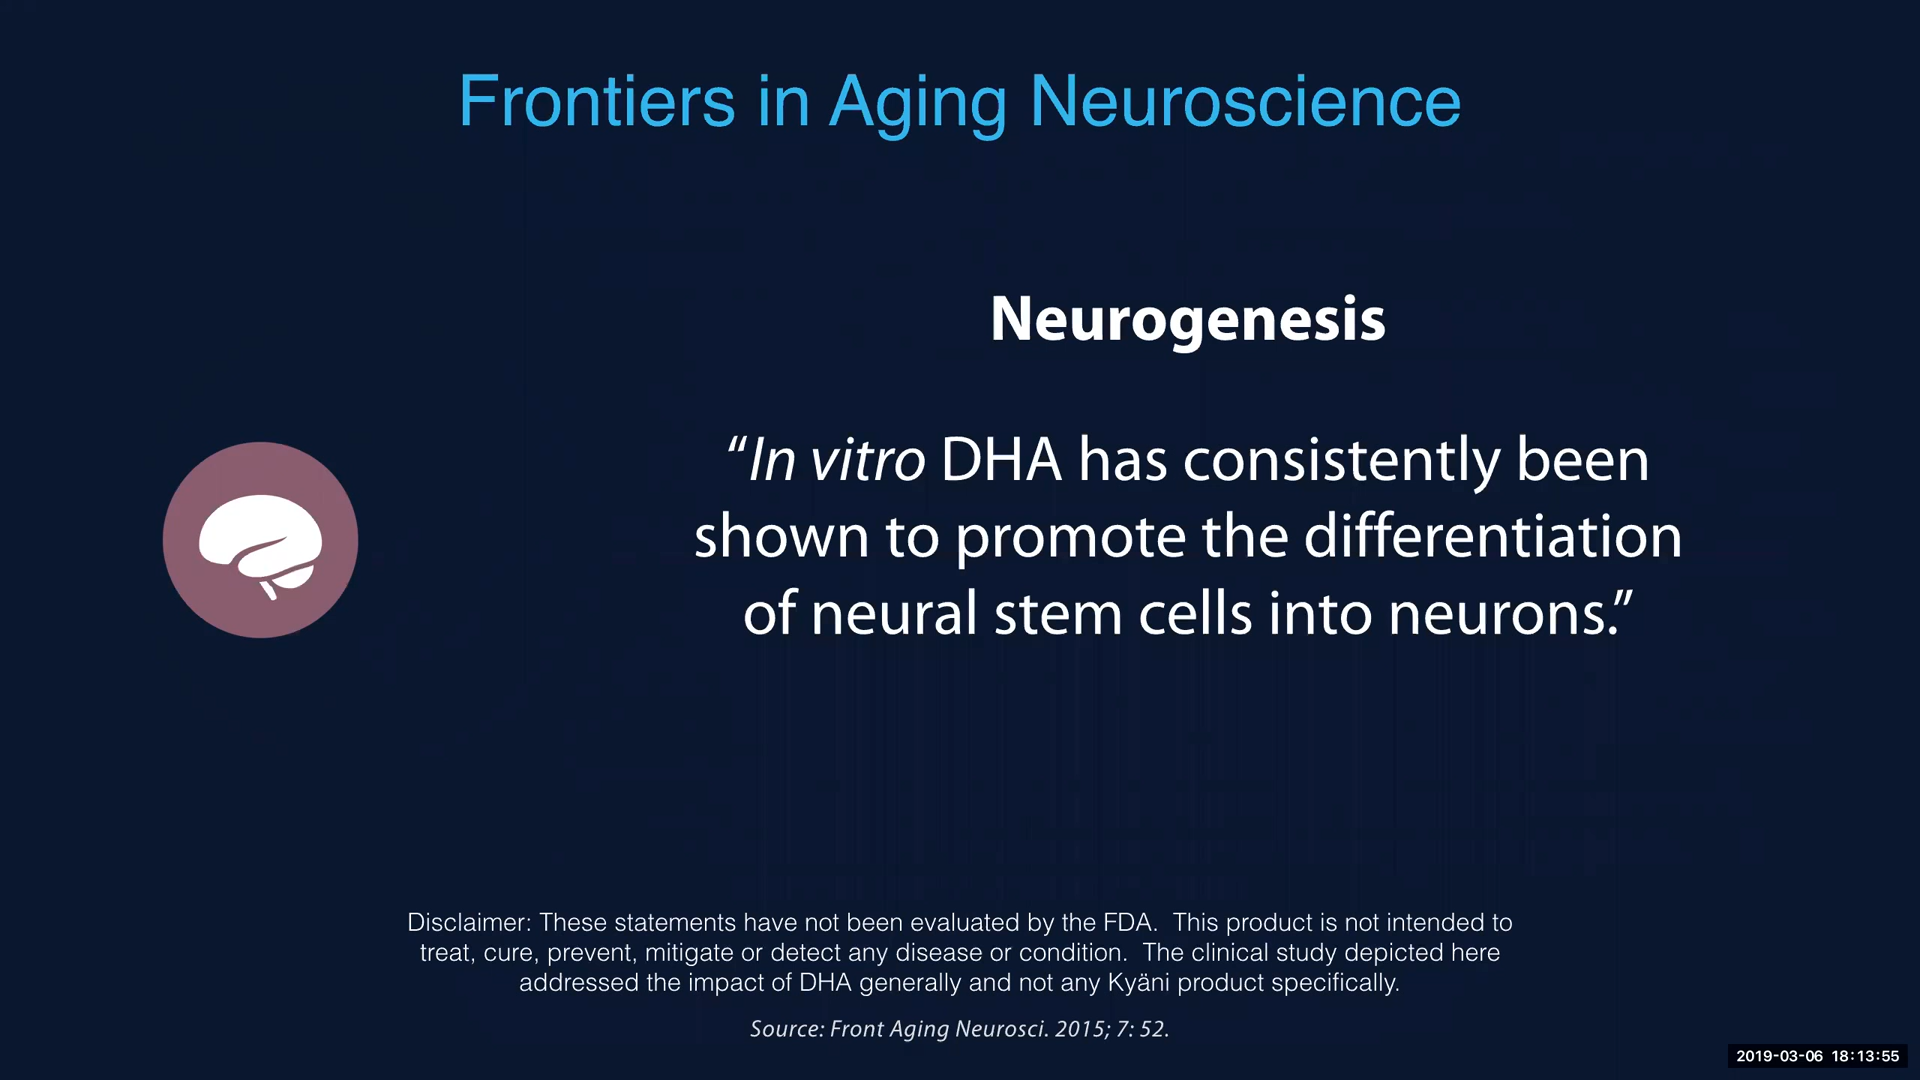 Frontiers in Aging Neuroscience
Neurogenesis
“In vitro DHA has consistently been
shown to promote the differentiation
of neural stem cells into neurons.”
Disclaimer: These statements have not been evaluated by the FDA.  This product is not intended to
treat, cure, prevent, mitigate or detect any disease or condition.  The clinical study depicted here
addressed the impact of DHA generally and not any Kyäni product specifically.
Source: Front Aging Neurosci. 2015; 7: 52.
2019-03-06 18:13:55